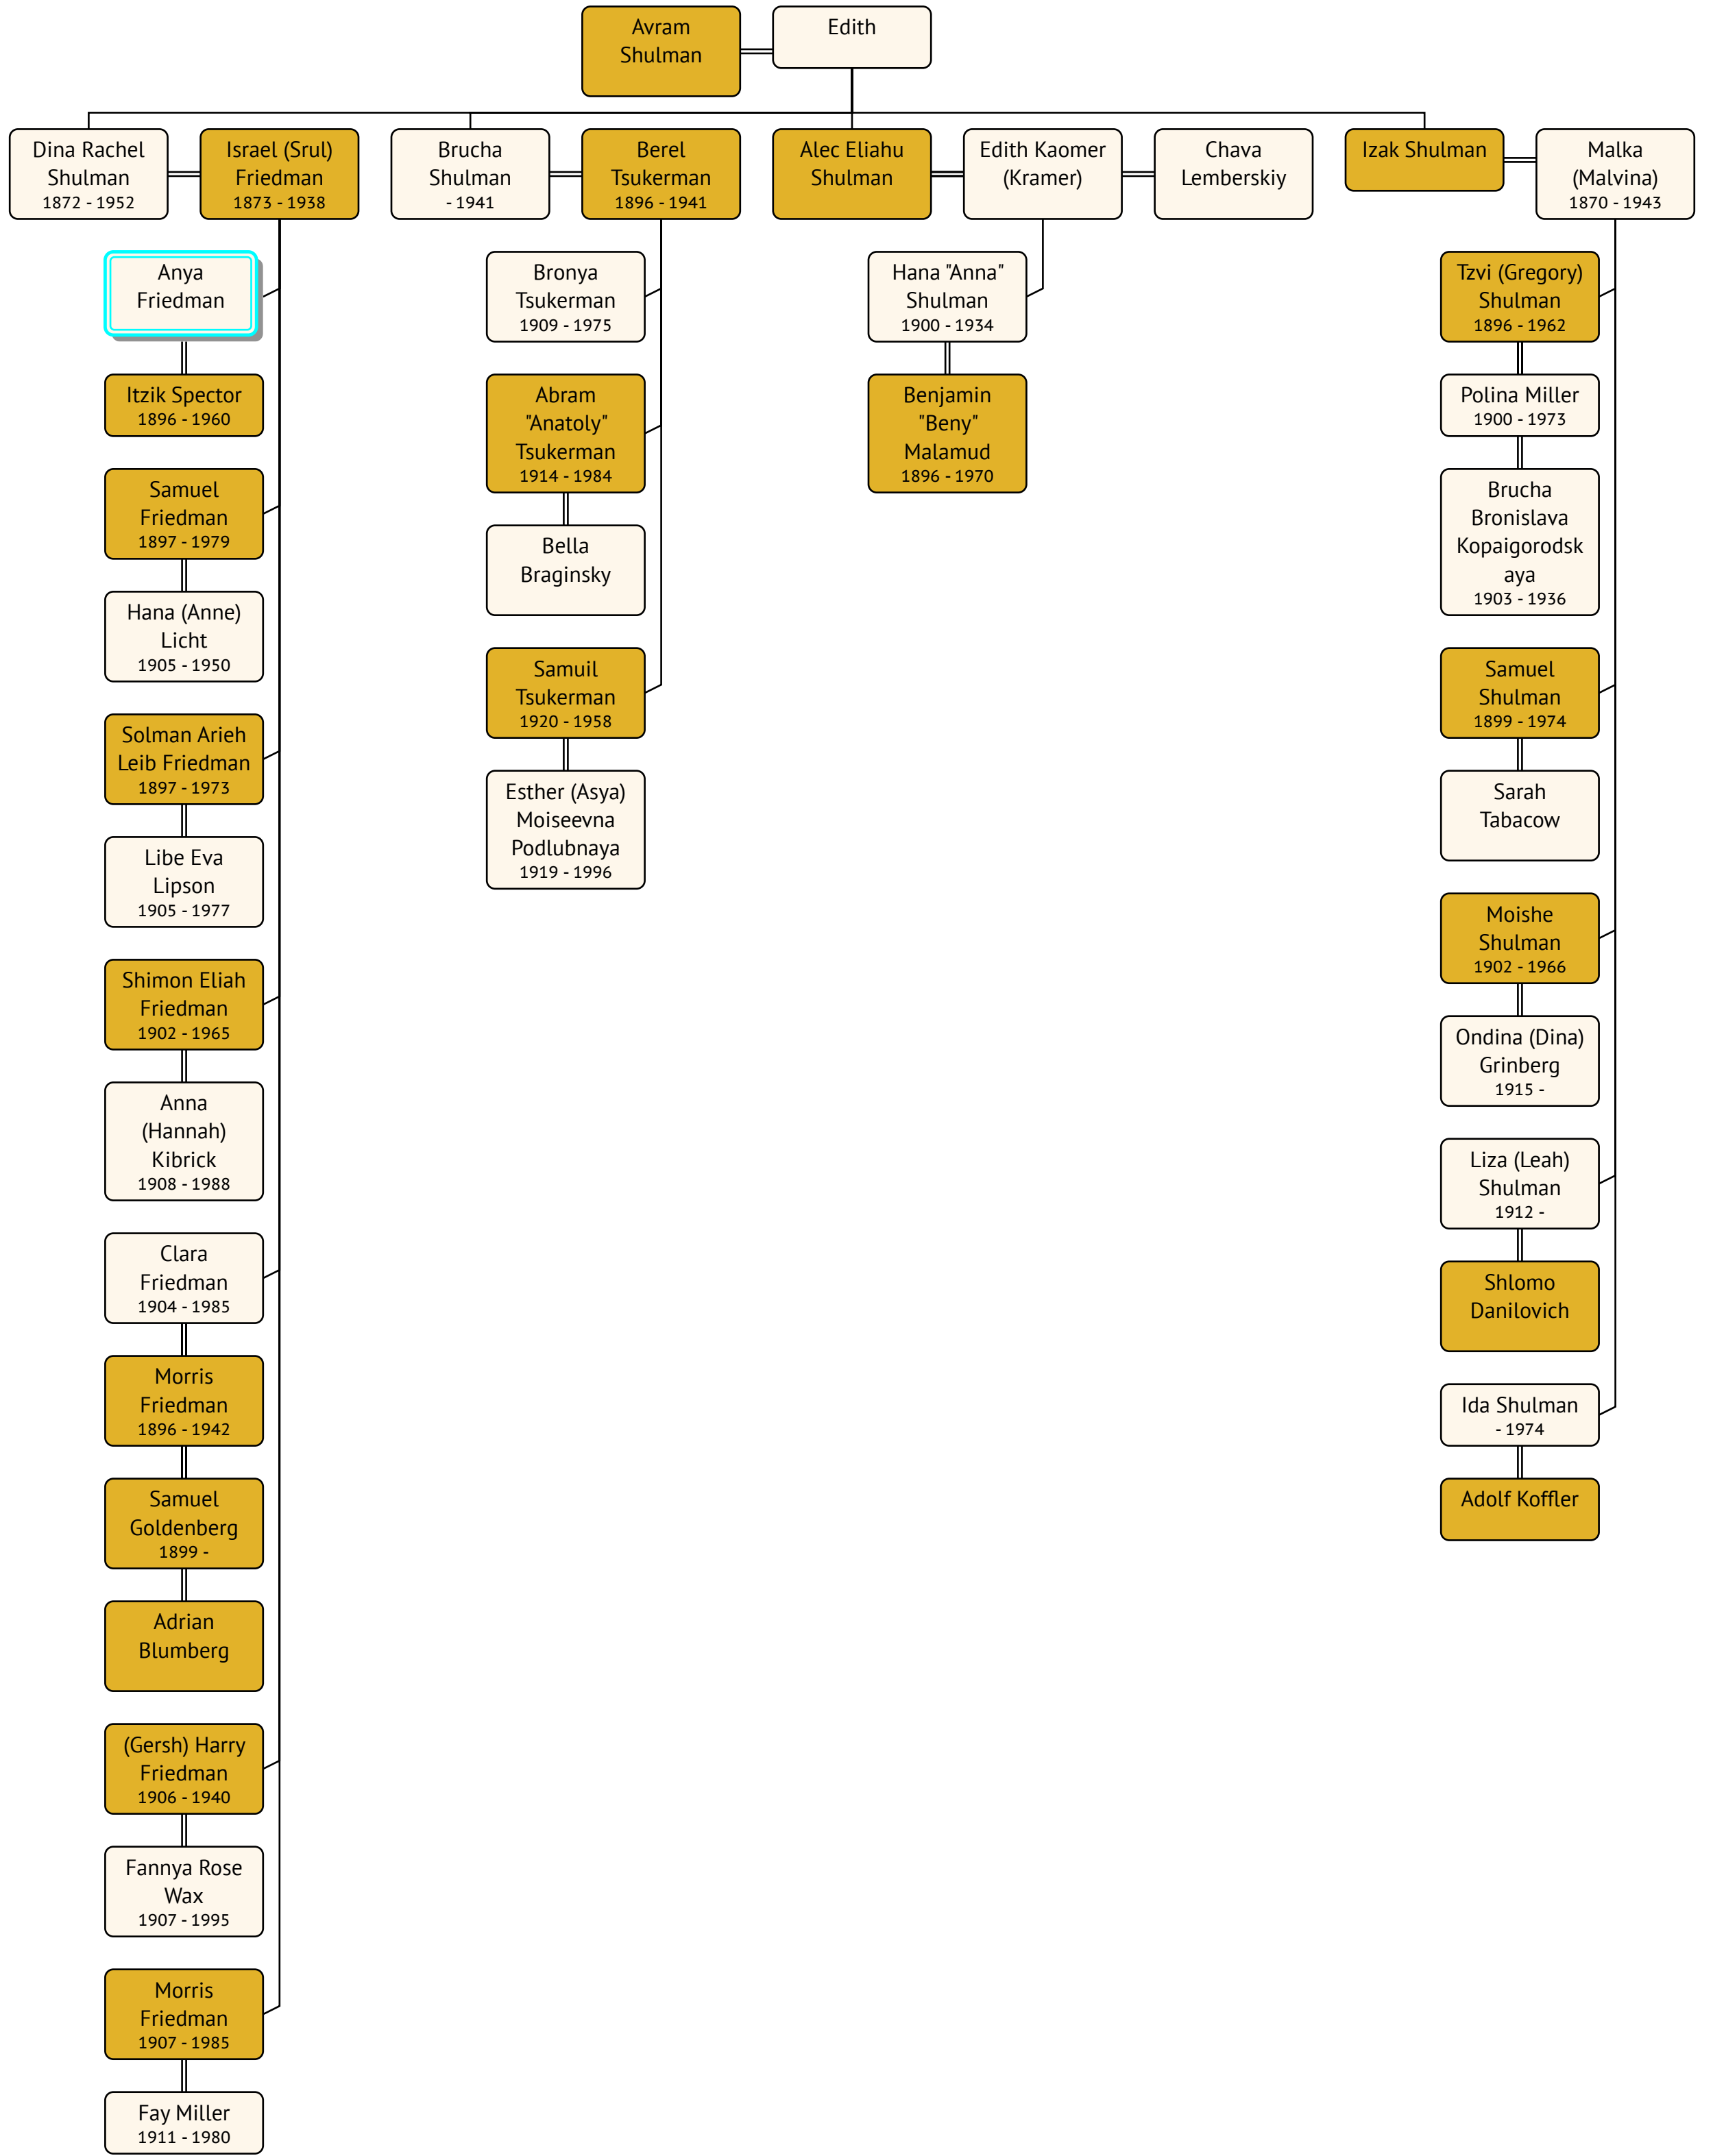 Avram
Shulman
Edith
Dina Rachel
Shulman
1872 - 1952
Israel (Srul)
Friedman
1873 - 1938
Brucha
Shulman
- 1941
Berel
Tsukerman
1896 - 1941
Alec Eliahu
Shulman
Edith Kaomer
(Kramer)
Chava
Lemberskiy
Izak Shulman
Malka
(Malvina)
1870 - 1943
Anya
Friedman
Itzik Spector
1896 - 1960
Samuel
Friedman
1897 - 1979
Hana (Anne)
Licht
1905 - 1950
Solman Arieh
Leib Friedman
1897 - 1973
Libe Eva
Lipson
1905 - 1977
Shimon Eliah
Friedman
1902 - 1965
Anna
(Hannah)
Kibrick
1908 - 1988
Clara
Friedman
1904 - 1985
Morris
Friedman
1896 - 1942
Samuel
Goldenberg
1899 -
Adrian
Blumberg
(Gersh) Harry
Friedman
1906 - 1940
Fannya Rose
Wax
1907 - 1995
Morris
Friedman
1907 - 1985
Fay Miller
1911 - 1980
Bronya
Tsukerman
1909 - 1975
Abram
"Anatoly"
Tsukerman
1914 - 1984
Bella
Braginsky
Samuil
Tsukerman
1920 - 1958
Esther (Asya)
Moiseevna
Podlubnaya
1919 - 1996
Hana "Anna"
Shulman
1900 - 1934
Benjamin
"Beny"
Malamud
1896 - 1970
Tzvi (Gregory)
Shulman
1896 - 1962
Polina Miller
1900 - 1973
Brucha
Bronislava
Kopaigorodsk
aya
1903 - 1936
Samuel
Shulman
1899 - 1974
Sarah
Tabacow
Moishe
Shulman
1902 - 1966
Ondina (Dina)
Grinberg
1915 -
Liza (Leah)
Shulman
1912 -
Shlomo
Danilovich
Ida Shulman
- 1974
Adolf Koffler